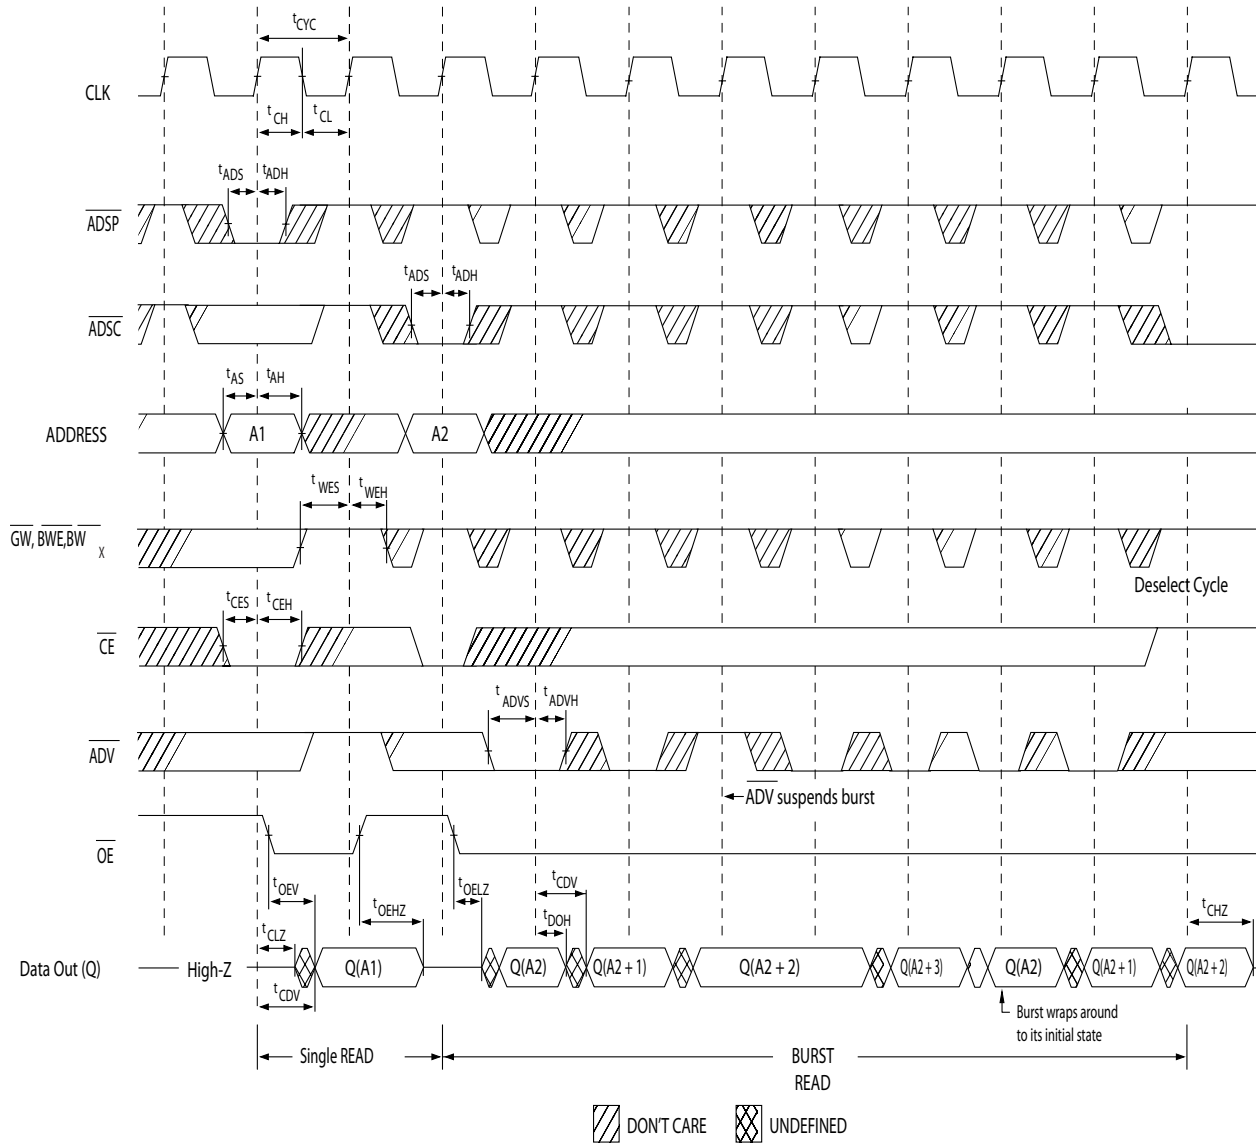 tCYC
CLK
tCH
tCL
tADS
tADH
ADSP
tADS
tADH
ADSC
tAS
tAH
ADDRESS
A1
A2
tWES
tWEH
GW, BWE,BW X
Deselect Cycle
tCES
tCEH
CE
tADVS
tADVH
ADV
ADV suspends burst
OE
tOEV
tOEHZ
tOELZ
tCDV
tDOH
tCHZ
tCLZ
Data Out (Q)
High-Z
Q(A1)
Q(A2)
Q(A2 + 1)
Q(A2 + 2)
Q(A2 + 3)
Q(A2)
Q(A2 + 1)
Q(A2 + 2)
tCDV
Burst wraps around
to its initial state
Single READ
BURST
READ
DON'T CARE
UNDEFINED